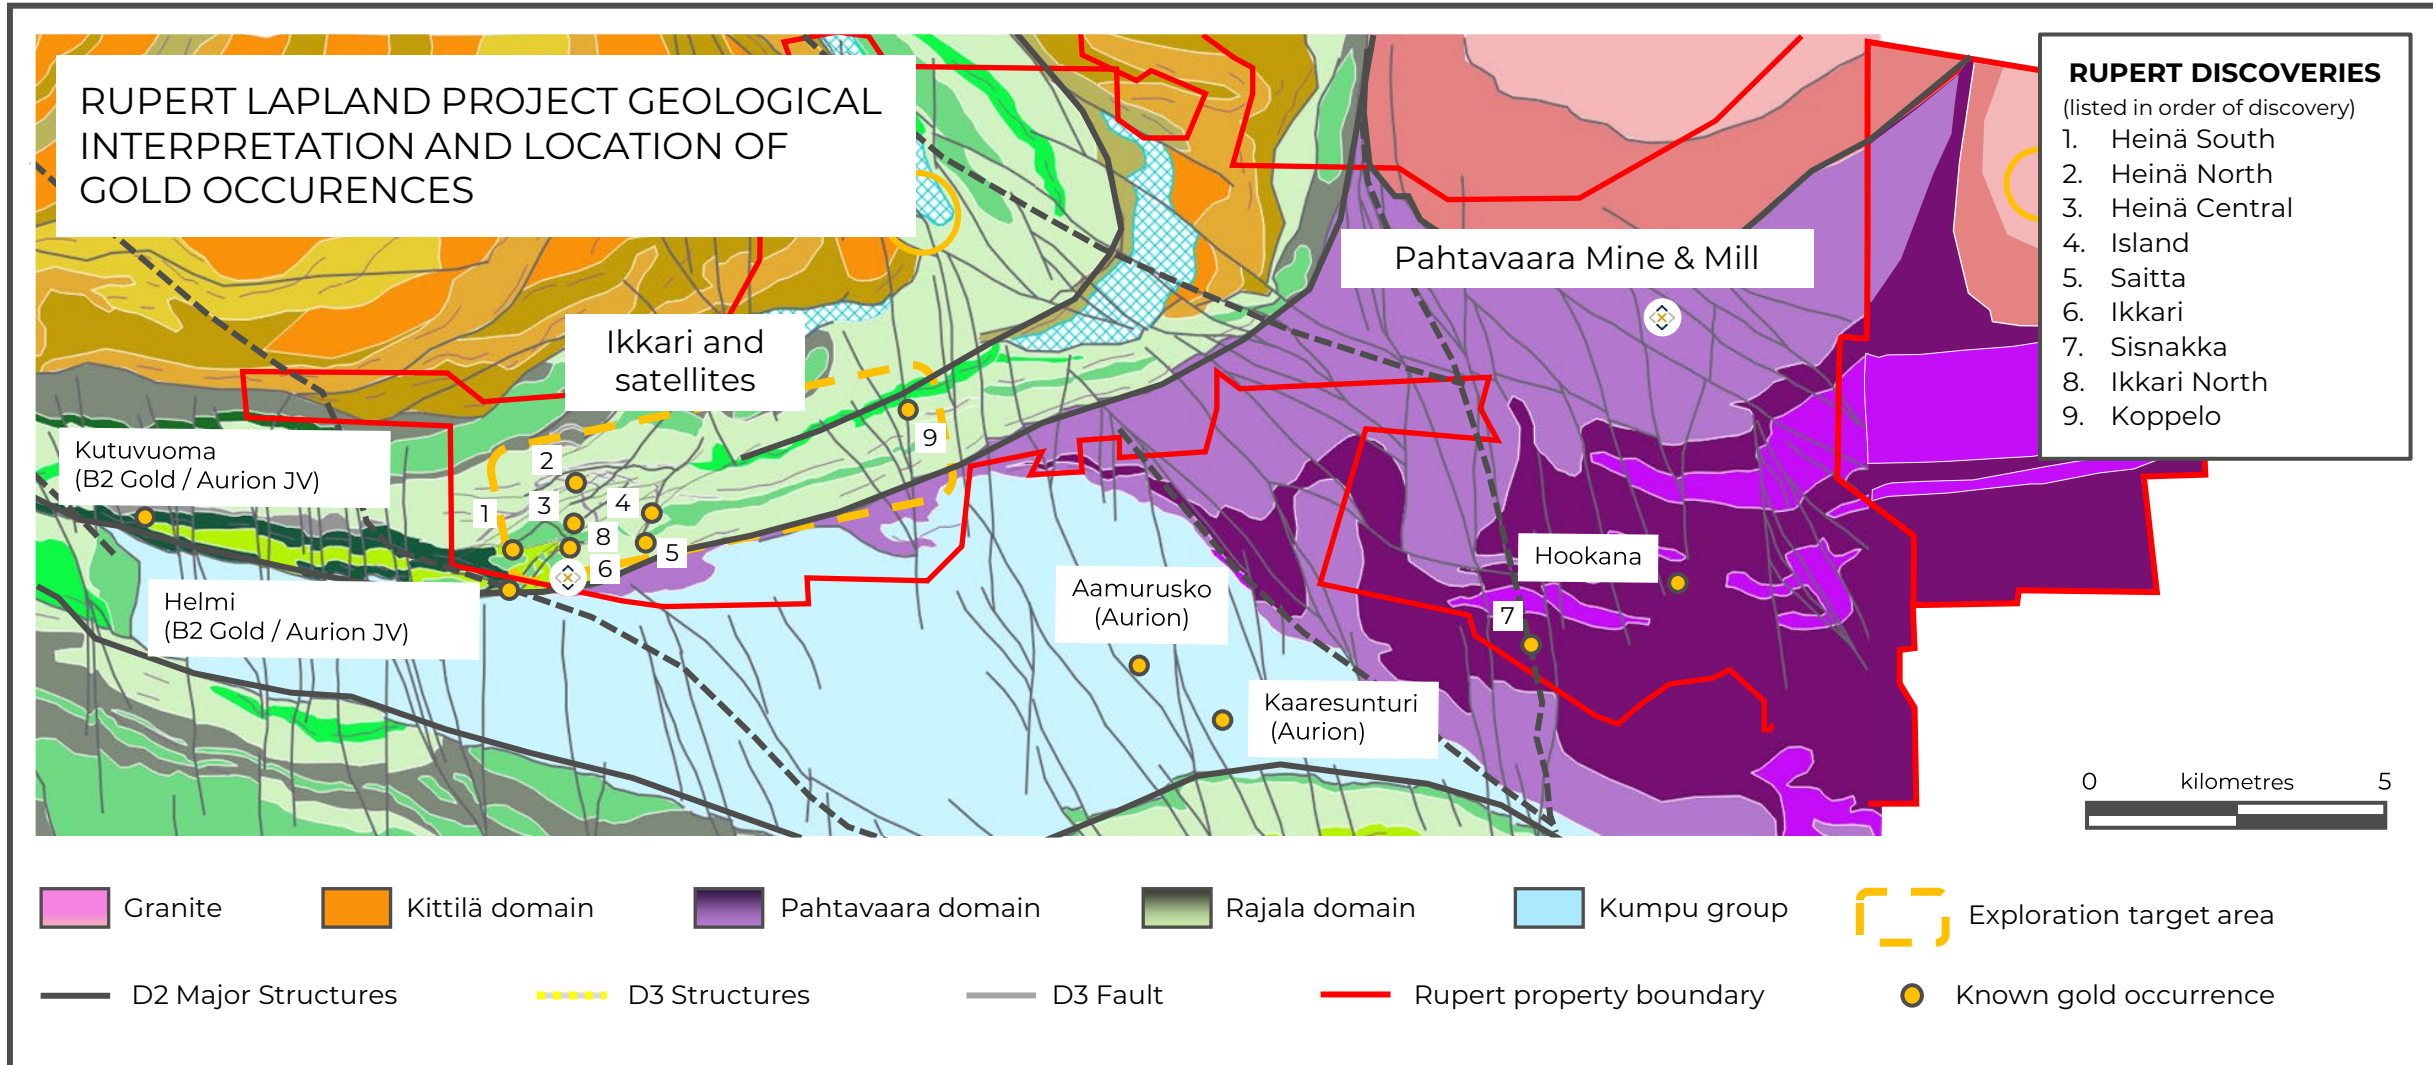 RUPERT LAPLAND PROJECT GEOLOGICAL
INTERPRETATION AND LOCATION OF
GOLD OCCURENCES
RUPERT DISCOVERIES
(listed in order of discovery)
1. Heinä South
2. Heinä North
3. Heinä Central
4. Island
5. Saitta
6. Ikkari
7. Sisnakka
8. Ikkari North
9. Koppelo
Pahtavaara Mine & Mill
Ikkari and
satellites
Kutuvuoma
(B2 Gold / Aurion JV)
9
2
3
4
1
8
5
6
Helmi
(B2 Gold / Aurion JV)
Hookana
Aamurusko
(Aurion)
7
Kaaresunturi
(Aurion)
0 kilometres 5
Granite
Kittilä domain
Pahtavaara domain
Rajala domain
Kumpu group
Exploration target area
D2 Major Structures
D3 Structures
D3 Fault
Rupert property boundary
Known gold occurrence